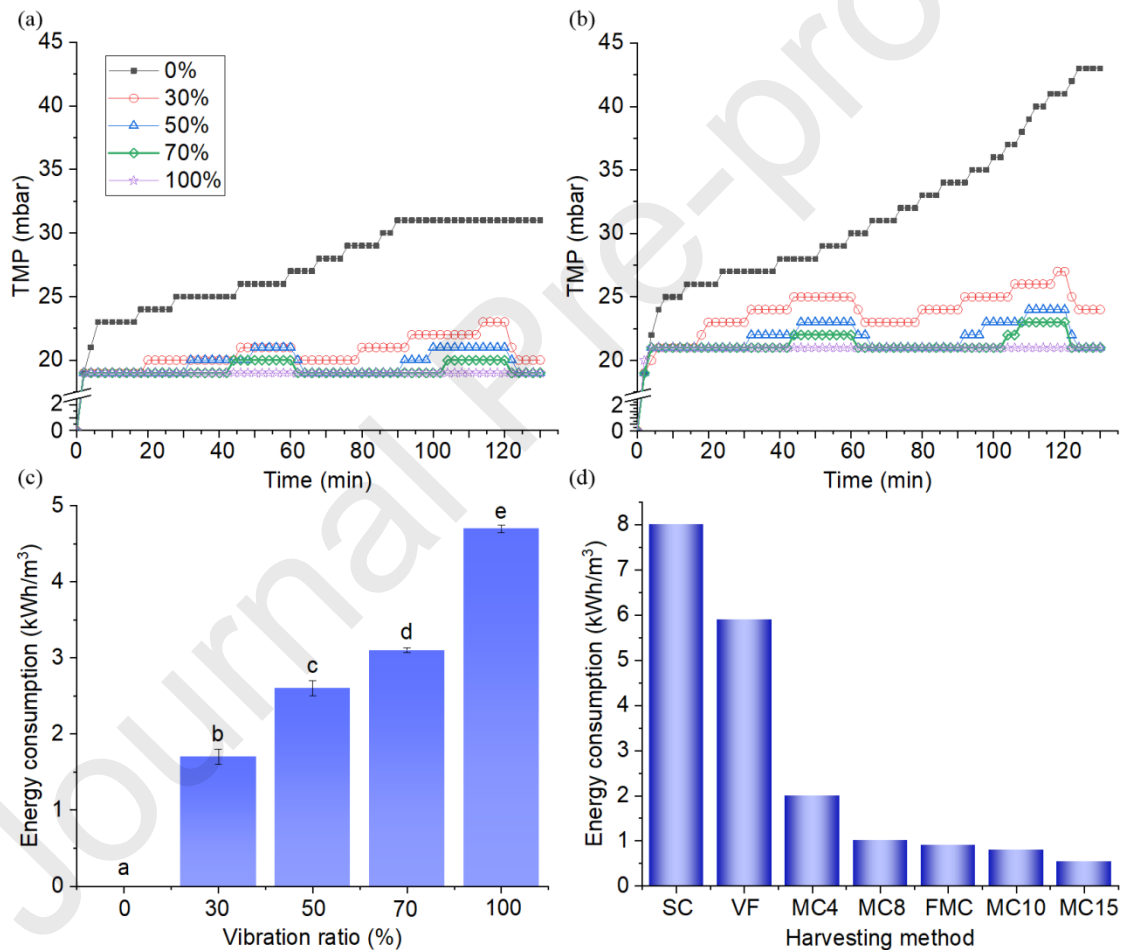 (a)
45
40
35
30
25
20
2
0
TMP (mbar)
0%
30%
50%
70%
100%
0 20 40 60 80 100 120
Time (min)
(b)
45
40
35
30
25
20
2
0
TMP (mbar)
0 20 40 60 80 100 120
Time (min)
(c)
5
4
3
2
1
0
Energy consumption (kWh/m³)
a
b
c
d
e
0 30 50 70 100
Vibration ratio (%)
(d)
8
7
6
5
4
3
2
1
0
Energy consumption (kWh/m³)
SC VF MC4 MC8 FMC MC10 MC15
Harvesting method
Journal Pre-pro